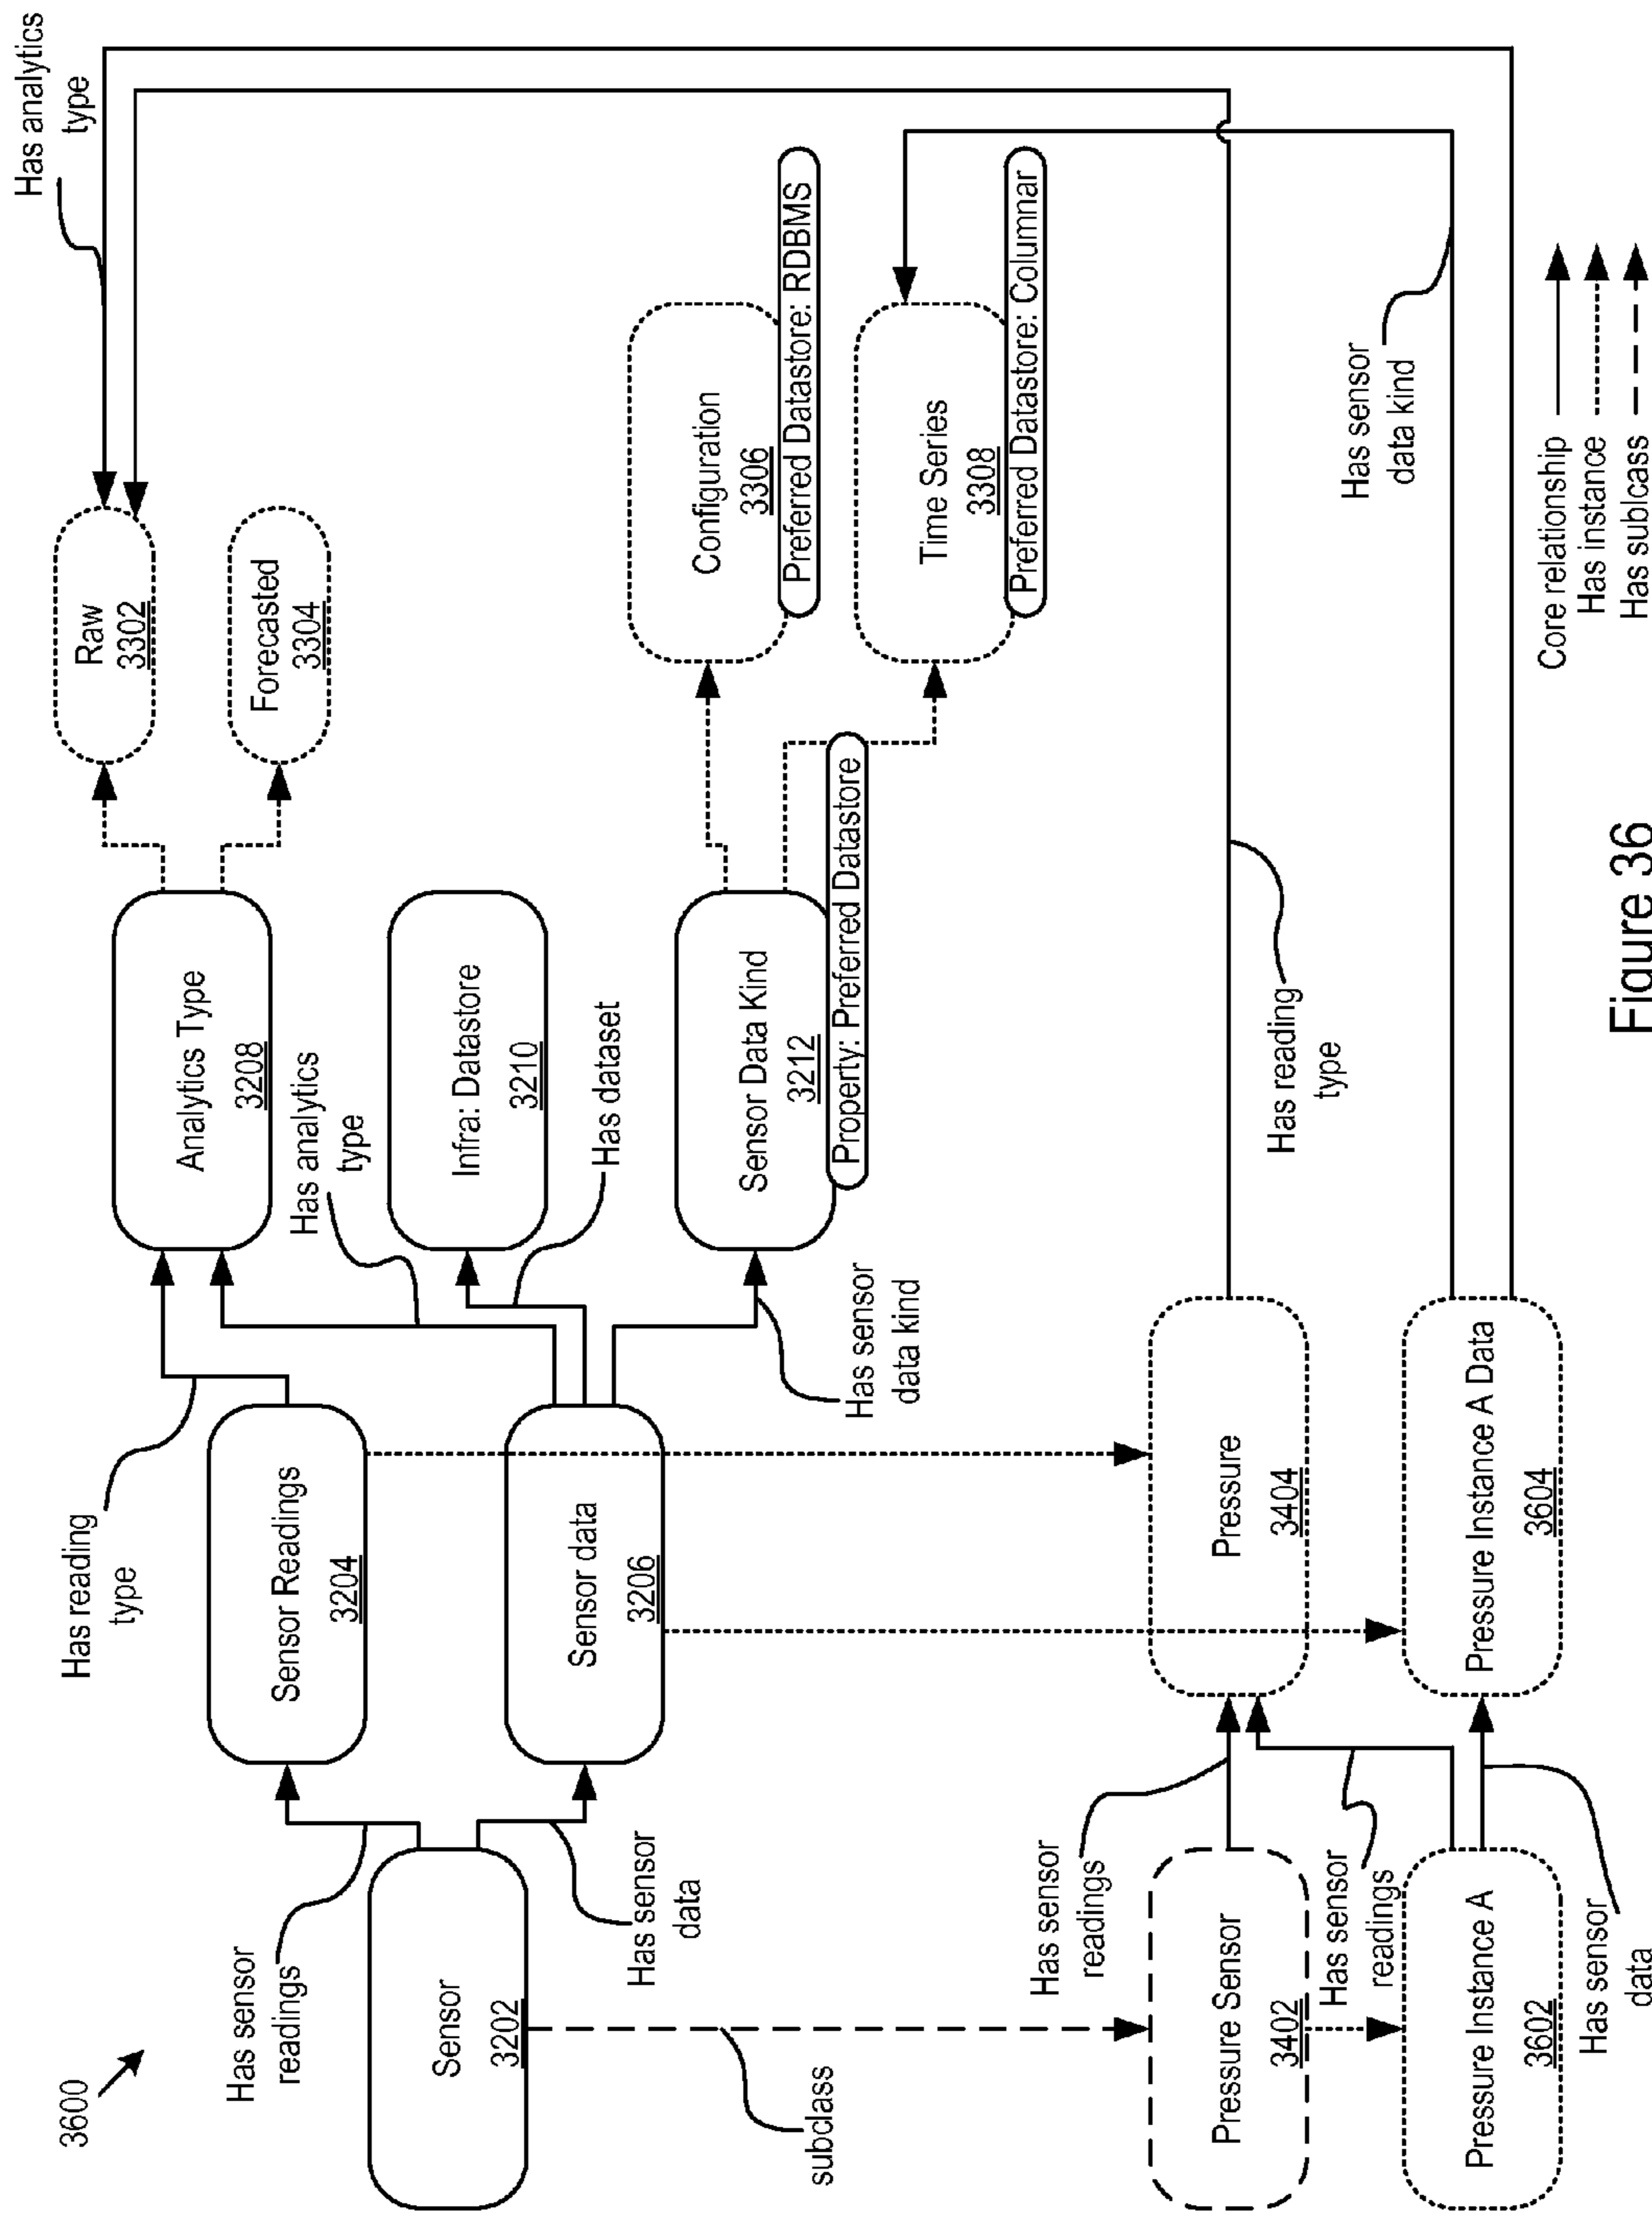 3600
Sensor
3202
Has sensor
readings
Has sensor
data
subclass
Sensor Readings
3204
Sensor data
3206
Has reading
type
Has analytics
type
Has dataset
Has sensor
data kind
Analytics Type
3208
Infra: Datastore
3210
Sensor Data Kind
3212
Property: Preferred Datastore
Raw
3302
Forecasted
3304
Configuration
3306
Preferred Datastore: RDBMS
Time Series
3308
Preferred Datastore: Columnar
Has analytics
type
Pressure Sensor
3402
Has sensor
readings
Has sensor
readings
Pressure Instance A
3602
Has sensor
data
Pressure
3404
Pressure Instance A Data
3604
Has reading
type
Has sensor
data kind
Core relationship
Has instance
Has sublcass
Figure 36